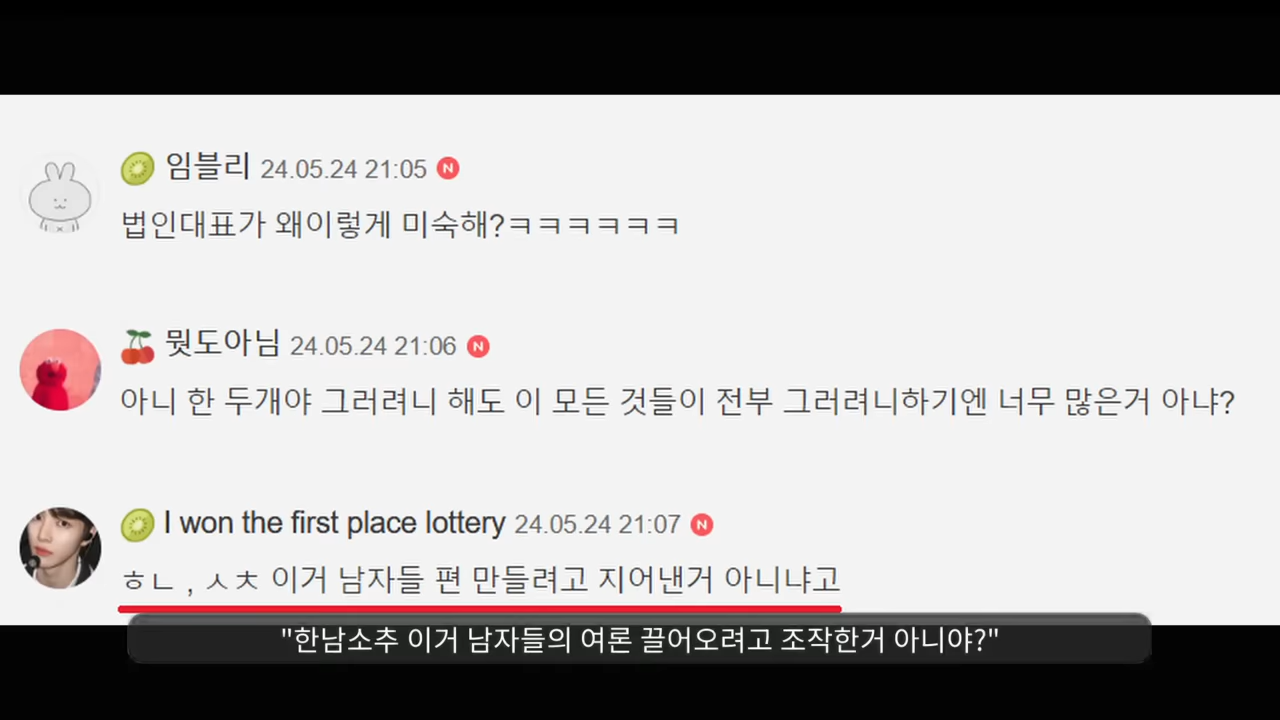 임블리 24.05.24 21:05 N
법인대표가 왜이렇게 미숙해?ㅋㅋㅋㅋㅋㅋ
뭣도아님 24.05.24 21:06 N
아니 한 두개야 그러려니 해도 이 모든 것들이 전부 그러려니하기엔 너무 많은거 아냐?
I won the first place lottery 24.05.24 21:07 N
ㅎㄴ , ㅅㅊ 이거 남자들 편 만들려고 지어낸거 아니냐고
"한남소추 이거 남자들의 여론 끌어오려고 조작한거 아니야?"